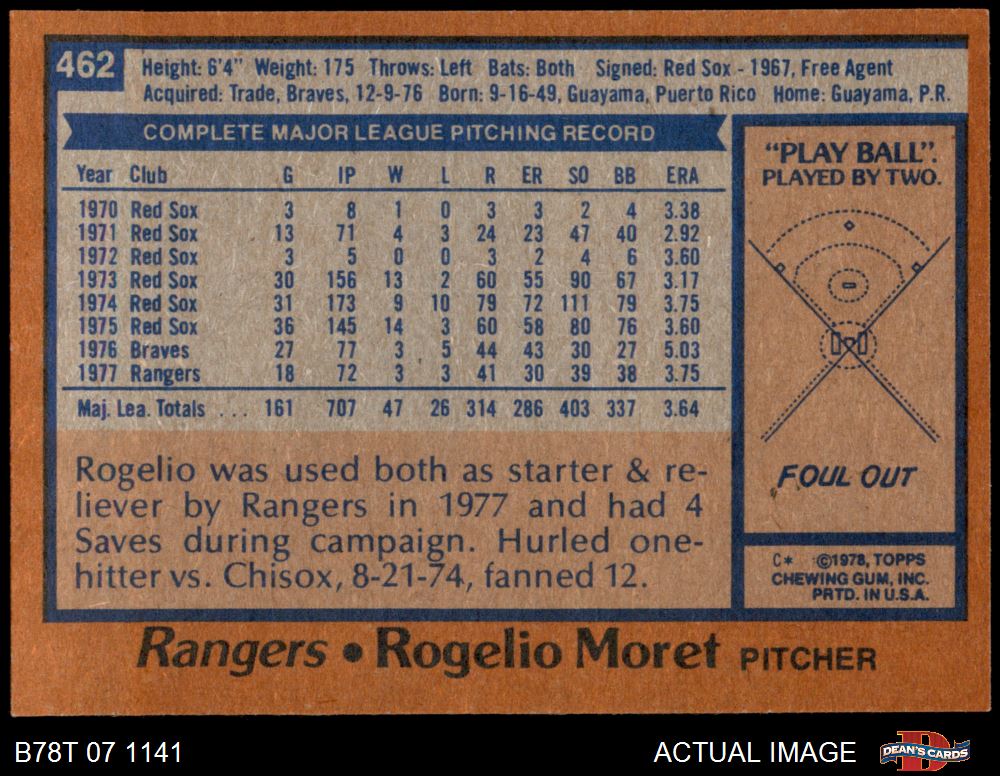 462
Height: 6'4" Weight: 175 Throws: Left Bats: Both Signed: Red Sox - 1967, Free Agent
Acquired: Trade, Braves, 12-9-76 Born: 9-16-49, Guayama, Puerto Rico Home: Guayama, P.R.
COMPLETE MAJOR LEAGUE PITCHING RECORD
Year Club G IP W L R ER SO BB ERA
1970 Red Sox 3 8 1 0 3 3 2 4 3.38
1971 Red Sox 13 71 4 3 24 23 47 40 2.92
1972 Red Sox 3 5 0 0 3 2 4 6 3.60
1973 Red Sox 30 156 13 2 60 55 90 67 3.17
1974 Red Sox 31 173 9 10 79 72 111 79 3.75
1975 Red Sox 36 145 14 3 60 58 80 76 3.60
1976 Braves 27 77 3 5 44 43 30 27 5.03
1977 Rangers 18 72 3 3 41 30 39 38 3.75
Maj. Lea. Totals ... 161 707 47 26 314 286 403 337 3.64
Rogelio was used both as starter & re-
liever by Rangers in 1977 and had 4
Saves during campaign. Hurled one-
hitter vs. Chisox, 8-21-74, fanned 12.
"PLAY BALL".
PLAYED BY TWO.
FOUL OUT
C* ©1978, TOPPS
CHEWING GUM, INC.
PRTD. IN U.S.A.
Rangers • Rogelio Moret PITCHER
B78T 07 1141
ACTUAL IMAGE
DEAN'S CARDS